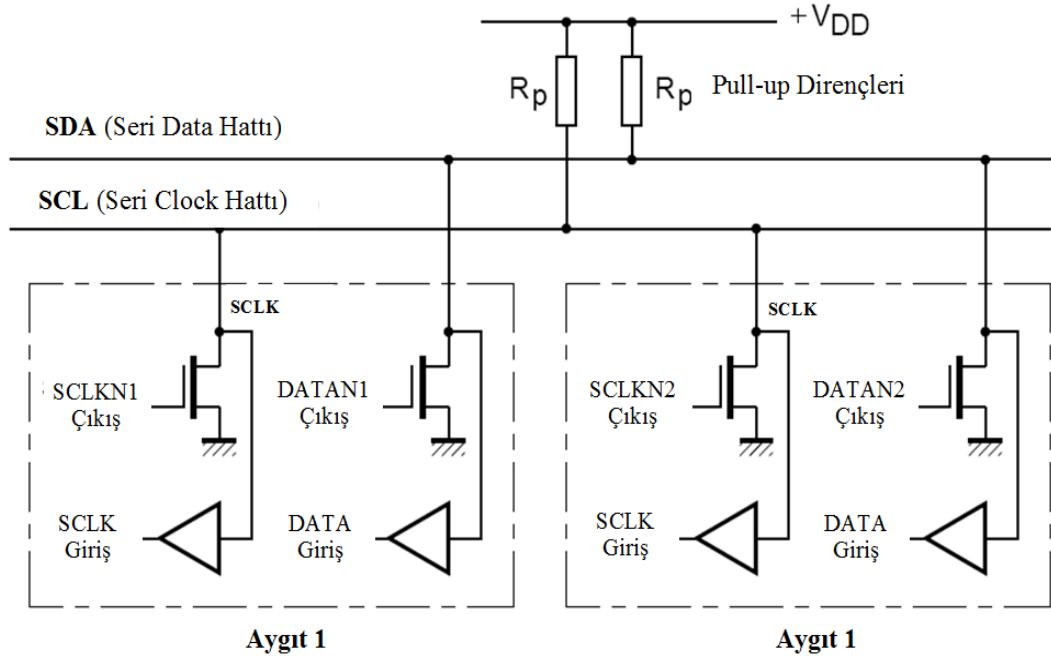 +VDD
Rp
Rp
Pull-up Dirençleri
SDA (Seri Data Hattı)
SCL (Seri Clock Hattı)
SCLK
SCLK
SCLKN1
Çıkış
DATAN1
Çıkış
SCLKN2
Çıkış
DATAN2
Çıkış
SCLK
Giriş
DATA
Giriş
SCLK
Giriş
DATA
Giriş
Aygıt 1
Aygıt 1